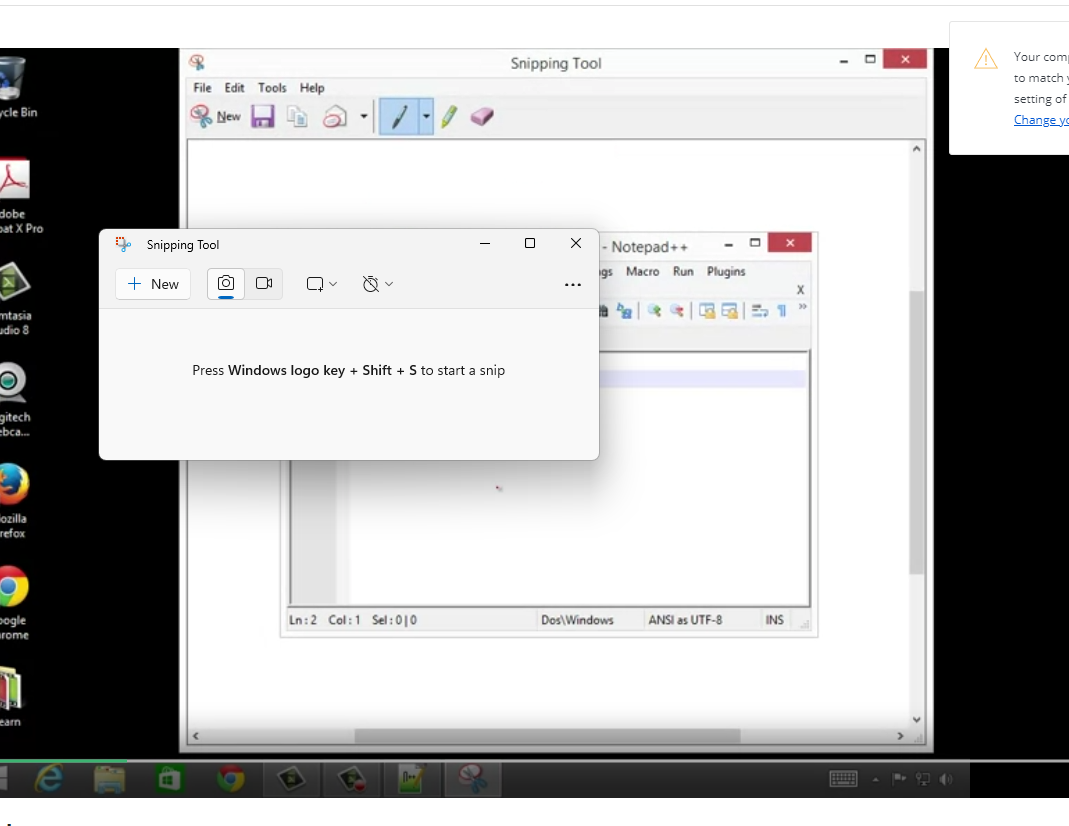 Snipping Tool
File Edit Tools Help
New
Your comp
to match y
setting of
Change yo
ycle Bin
dobe
bat X Pro
mtasia
udio 8
gitech
ebca...
ozilla
refox
oogle
rome
earn
Snipping Tool
New
Press Windows logo key + Shift + S to start a snip
- Notepad++
ngs Macro Run Plugins
X
Ln : 2 Col : 1 Sel : 0 | 0 Dos\Windows ANSI as UTF-8 INS